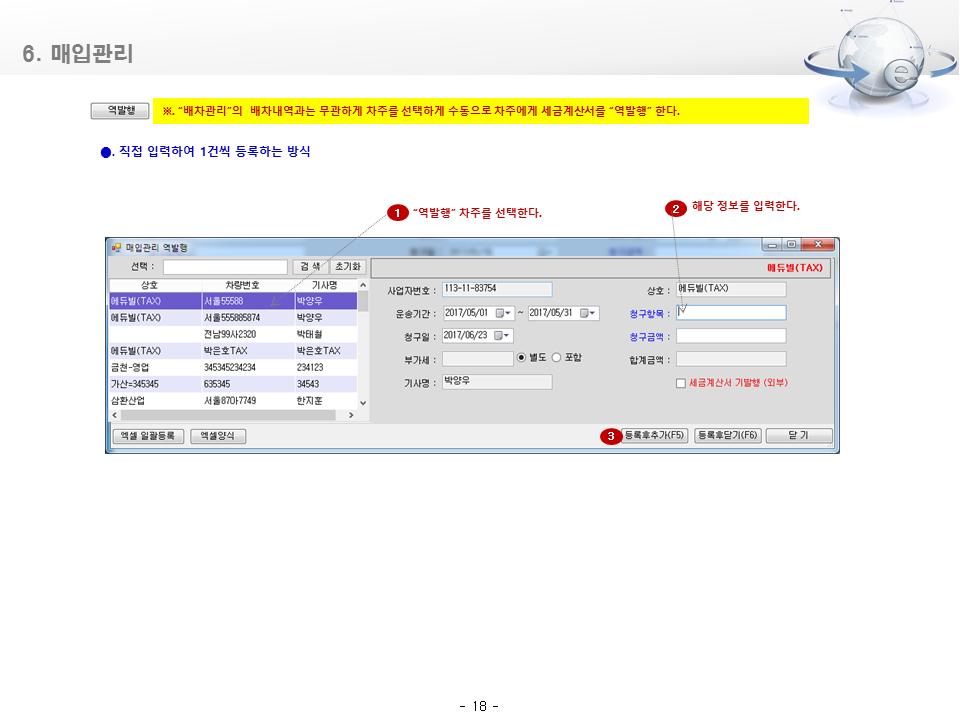 6. 매입관리
역발행
※. “배차관리”의 배차내역과는 무관하게 차주를 선택하게 수동으로 차주에게 세금계산서를 “역발행” 한다.
●. 직접 입력하여 1건씩 등록하는 방식
1 “역발행” 차주를 선택한다.
2 해당 정보를 입력한다.
매입관리 역발행
선택 : 검 색 초기화
에듀빌(TAX)
상호 차량번호 기사명
에듀빌(TAX) 서울55588 박양우
에듀빌(TAX) 서울555885874 박양우
전남99사2320 박태월
에듀빌(TAX) 박은호TAX 박은호TAX
금천-영업 345345234234 234123
가산=345345 635345 34543
삼환산업 서울87아7749 한지훈
사업자번호 : 113-11-83754 상호 : 에듀빌(TAX)
운송기간 : 2017/05/01 ~ 2017/05/31 청구항목 :
청구일 : 2017/06/23 청구금액 :
부가세 : 별도 포함 합계금액 :
기사명 : 박양우 세금계산서 기발행 (외부)
엑셀 일괄등록 엑셀양식 3 등록후추가(F5) 등록후닫기(F6) 닫 기
- 18 -